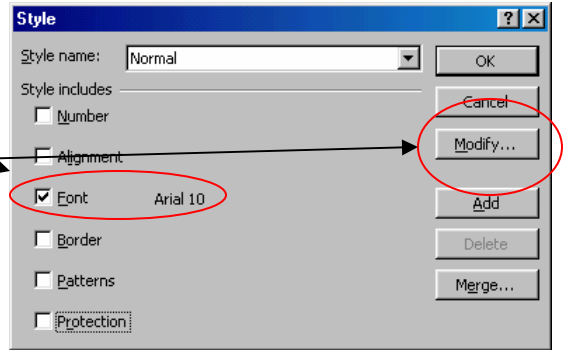 Style
Style name: Normal OK
Style includes
Cancel
Number
Modify...
Alignment
Font Arial 10
Add
Border
Delete
Patterns
Merge...
Protection